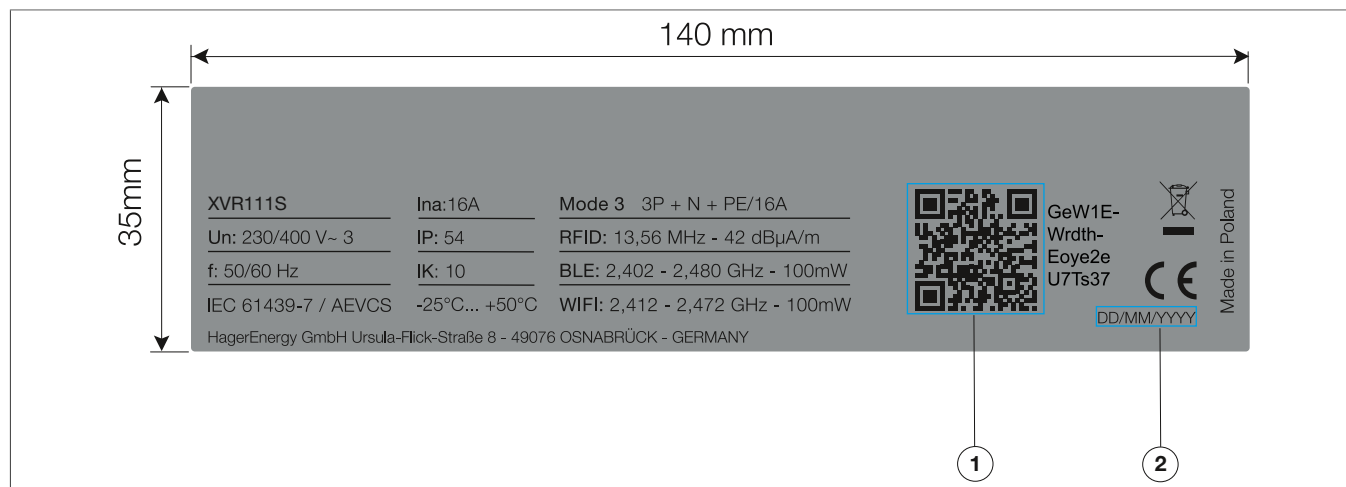 140 mm
35mm
XVR111S
Un: 230/400 V~ 3
f: 50/60 Hz
IEC 61439-7 / AEVCS
Ina:16A
IP: 54
IK: 10
-25°C... +50°C
Mode 3 3P + N + PE/16A
RFID: 13,56 MHz - 42 dBµA/m
BLE: 2,402 - 2,480 GHz - 100mW
WIFI: 2,412 - 2,472 GHz - 100mW
HagerEnergy GmbH Ursula-Flick-Straße 8 - 49076 OSNABRÜCK - GERMANY
GeW1E-
Wrdth-
Eoye2e
U7Ts37
CE
DD/MM/YYYY
Made in Poland
1
2